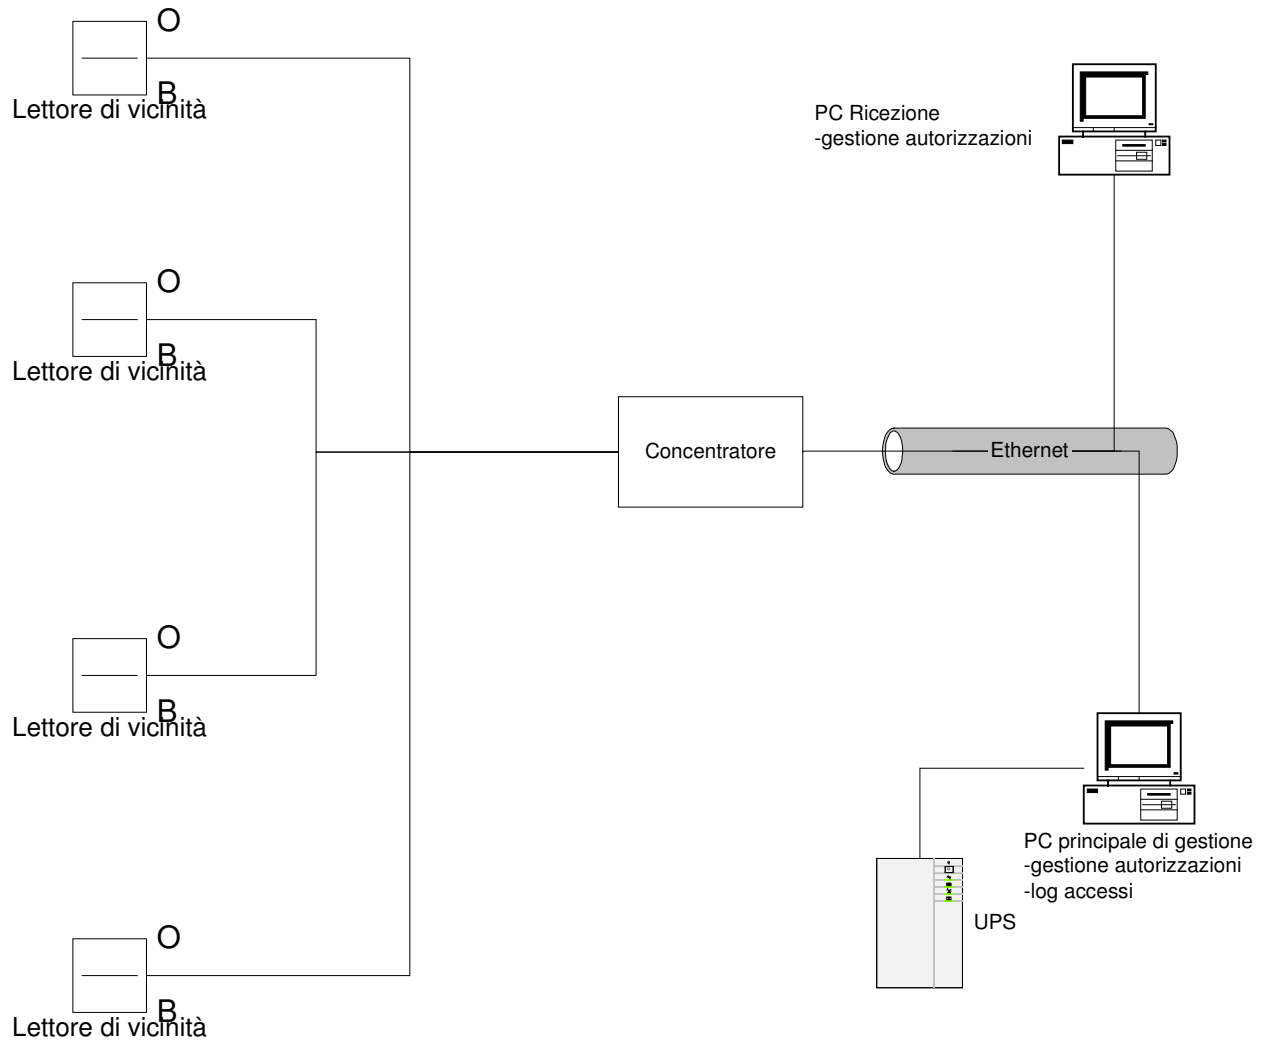 O
B
Lettore di vicinità
PC Ricezione
-gestione autorizzazioni
O
B
Lettore di vicinità
Concentratore
Ethernet
O
B
Lettore di vicinità
PC principale di gestione
-gestione autorizzazioni
-log accessi
UPS
O
B
Lettore di vicinità